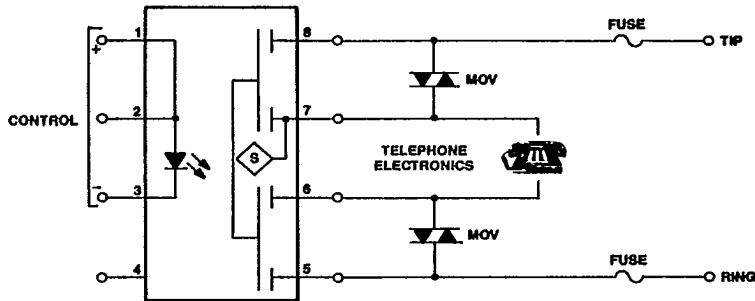 FUSE
1
8
+
TIP
MOV
2
7
CONTROL
TELEPHONE
ELECTRONICS
S
–
3
6
MOV
FUSE
4
5
RING